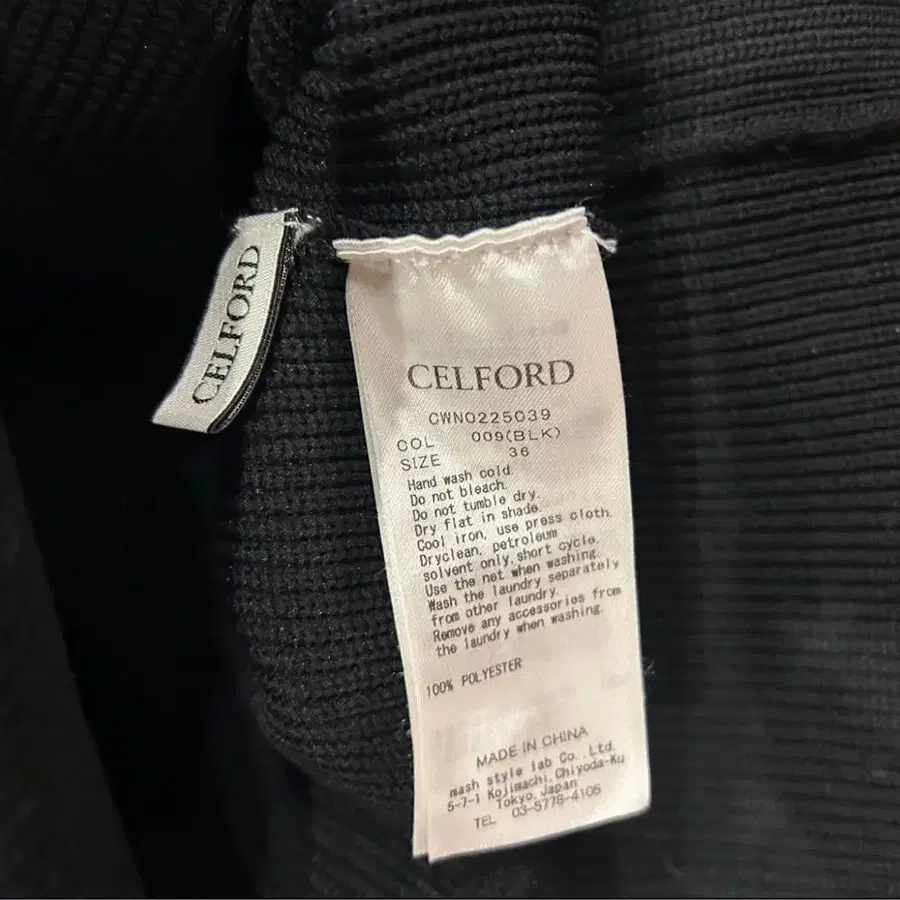 CELFORD
CELFORD
CWNO225039
COL 009(BLK)
SIZE 36
Hand wash cold.
Do not bleach.
Do not tumble dry.
Dry flat in shade.
Cool iron, use press cloth.
Dryclean, petroleum
solvent only, short cycle.
Use the net when washing.
Wash the laundry separately
from other laundry.
Remove any accessories from
the laundry when washing.
100% POLYESTER
MADE IN CHINA
mash style lab Co., Ltd.
5-7-1 Kojimachi, Chiyoda-Ku
Tokyo, Japan
TEL 03-5778-4105